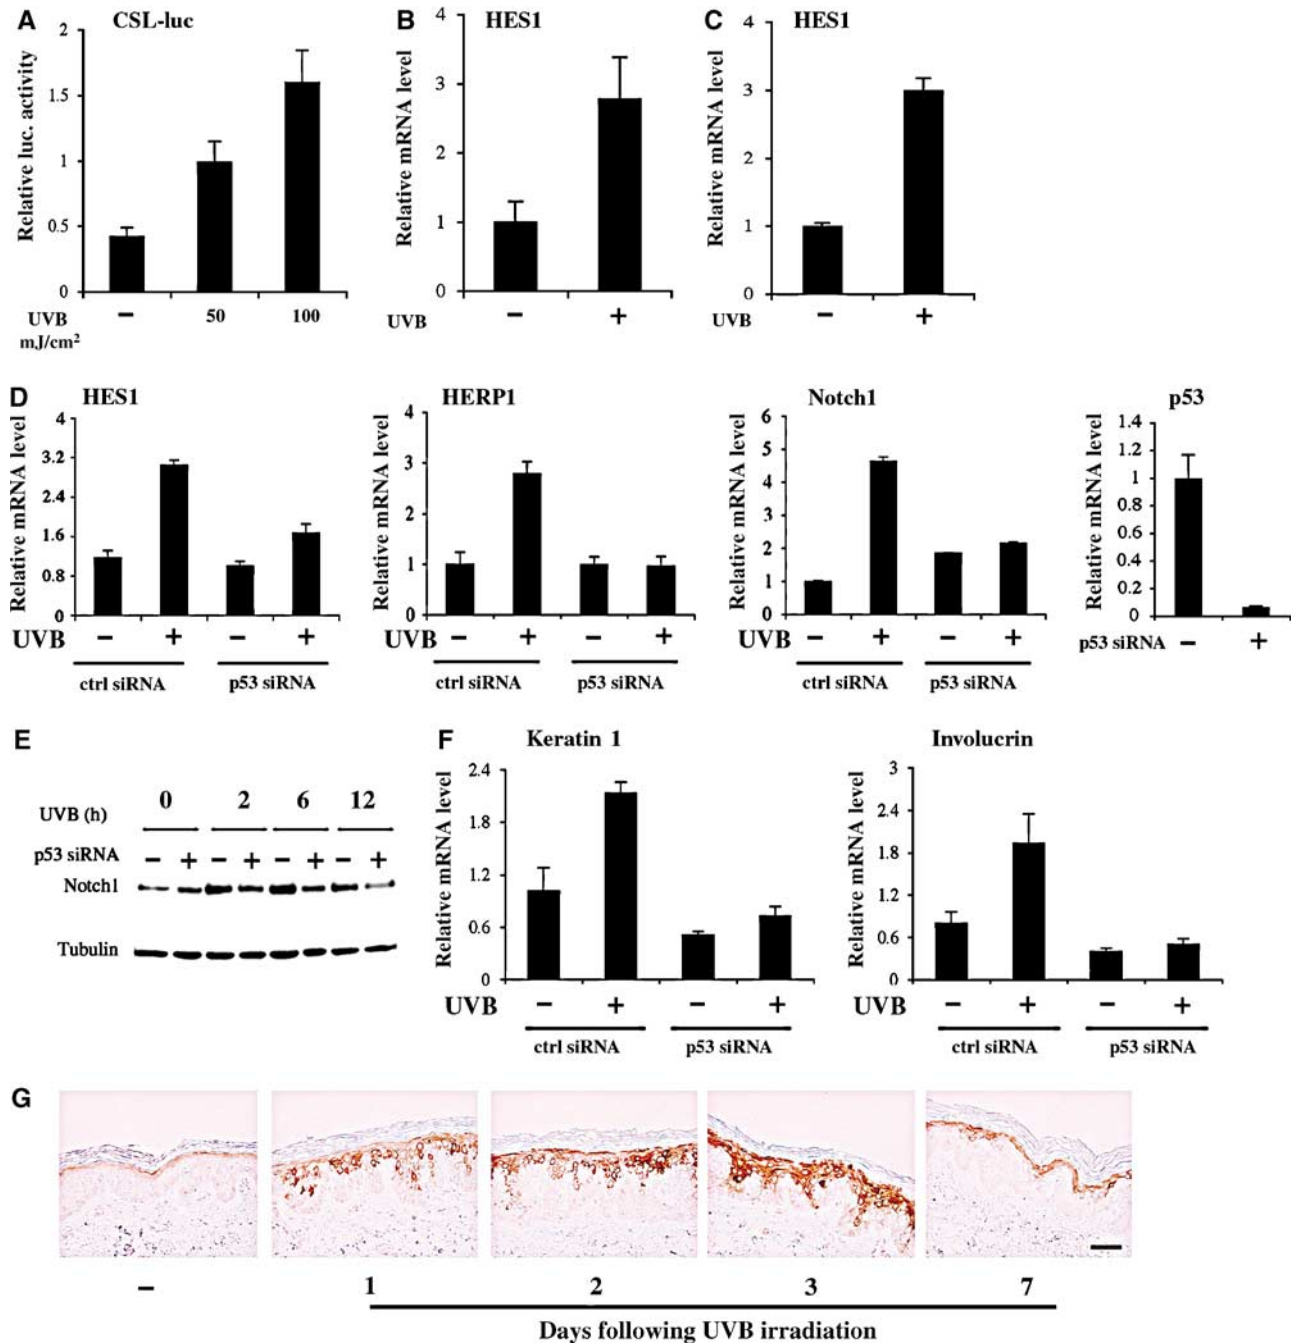 A CSL-luc
Relative luc. activity
2
1.5
1
0.5
0
UVB – 50 100
mJ/cm²
B HES1
Relative mRNA level
4
3
2
1
0
UVB – +
C HES1
Relative mRNA level
4
3
2
1
0
UVB – +
D HES1
Relative mRNA level
4
3.2
2.4
1.6
0.8
0
UVB – + – +
ctrl siRNA p53 siRNA
HERP1
Relative mRNA level
4
3
2
1
0
– + – +
ctrl siRNA p53 siRNA
Notch1
Relative mRNA level
6
5
4
3
2
1
0
UVB – + – +
ctrl siRNA p53 siRNA
p53
Relative mRNA level
1.4
1.2
1
0.8
0.6
0.4
0.2
0
p53 siRNA – +
E
UVB (h) 0 2 6 12
p53 siRNA – + – + – + – +
Notch1
Tubulin
F Keratin 1
Relative mRNA level
2.4
1.8
1.2
0.6
0
UVB – + – +
ctrl siRNA p53 siRNA
Involucrin
Relative mRNA level
3
2.4
1.8
1.2
0.6
0
UVB – + – +
ctrl siRNA p53 siRNA
G
– 1 2 3 7
Days following UVB irradiation